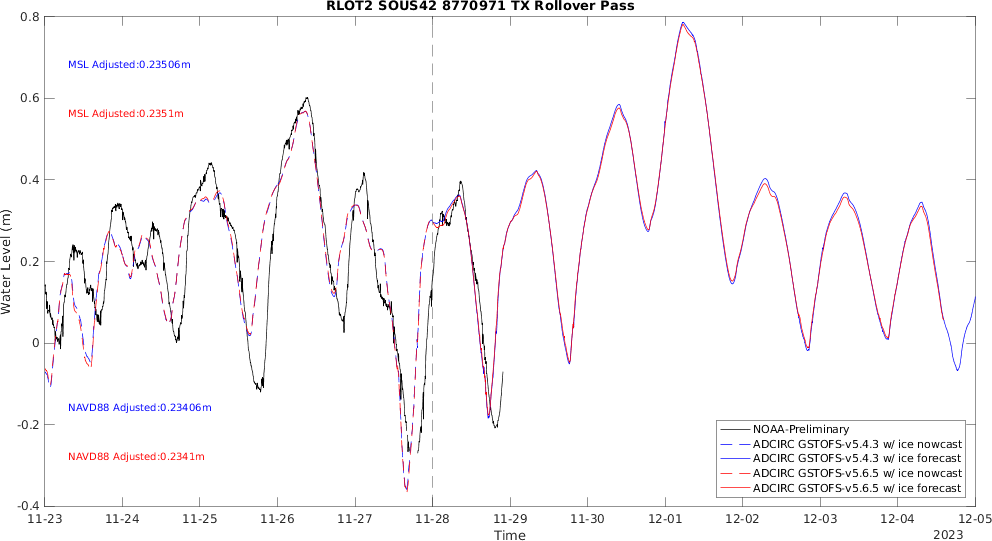 RLOT2 SOUS42 8770971 TX Rollover Pass
0.8
0.6
0.4
0.2
0
-0.2
-0.4
Water Level (m)
MSL Adjusted:0.23506m
MSL Adjusted:0.2351m
NAVD88 Adjusted:0.23406m
NAVD88 Adjusted:0.2341m
NOAA-Preliminary
ADCIRC GSTOFS-v5.4.3 w/ ice nowcast
ADCIRC GSTOFS-v5.4.3 w/ ice forecast
ADCIRC GSTOFS-v5.6.5 w/ ice nowcast
ADCIRC GSTOFS-v5.6.5 w/ ice forecast
11-23 11-24 11-25 11-26 11-27 11-28 11-29 11-30 12-01 12-02 12-03 12-04 12-05
Time
2023